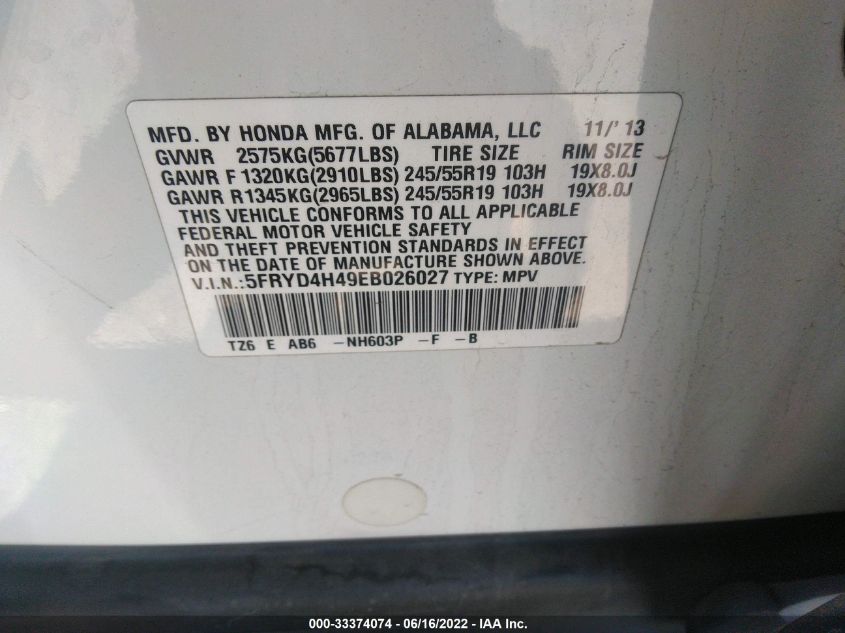 MFD. BY HONDA MFG. OF ALABAMA, LLC 11/'13
GVWR 2575KG(5677LBS) TIRE SIZE RIM SIZE
GAWR F 1320KG(2910LBS) 245/55R19 103H 19X8.0J
GAWR R1345KG(2965LBS) 245/55R19 103H 19X8.0J
THIS VEHICLE CONFORMS TO ALL APPLICABLE
FEDERAL MOTOR VEHICLE SAFETY
AND THEFT PREVENTION STANDARDS IN EFFECT
ON THE DATE OF MANUFACTURE SHOWN ABOVE.
V.I.N.:5FRYD4H49EB026027 TYPE: MPV
TZ6 E AB6 -NH603P -F -B
000-33374074 - 06/16/2022 - IAA Inc.